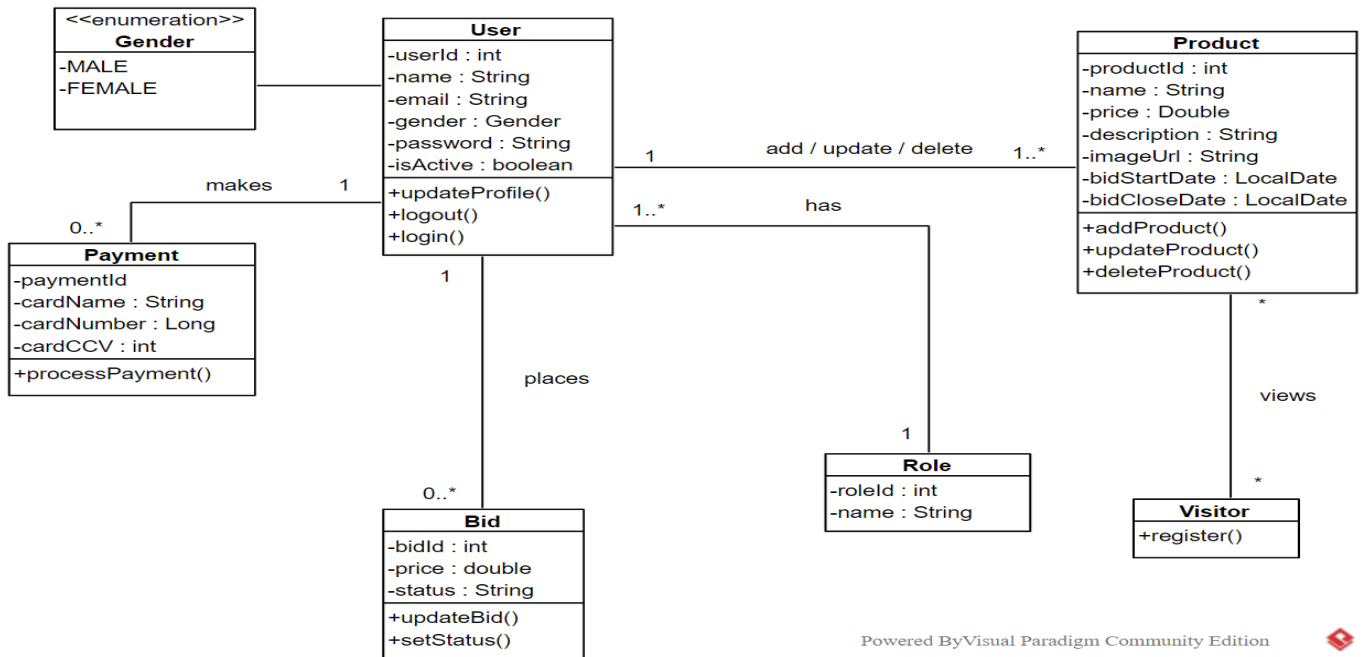 <<enumeration>>
Gender
-MALE
-FEMALE
User
-userId : int
-name : String
-email : String
-gender : Gender
-password : String
-isActive : boolean
+updateProfile()
+logout()
+login()
Product
-productId : int
-name : String
-price : Double
-description : String
-imageUrl : String
-bidStartDate : LocalDate
-bidCloseDate : LocalDate
+addProduct()
+updateProduct()
+deleteProduct()
1
add / update / delete
1..*
makes
1
0..*
1..*
has
Payment
-paymentId
-cardName : String
-cardNumber : Long
-cardCCV : int
+processPayment()
1
places
0..*
*
views
*
1
Role
-roleId : int
-name : String
Visitor
+register()
Bid
-bidId : int
-price : double
-status : String
+updateBid()
+setStatus()
Powered ByVisual Paradigm Community Edition